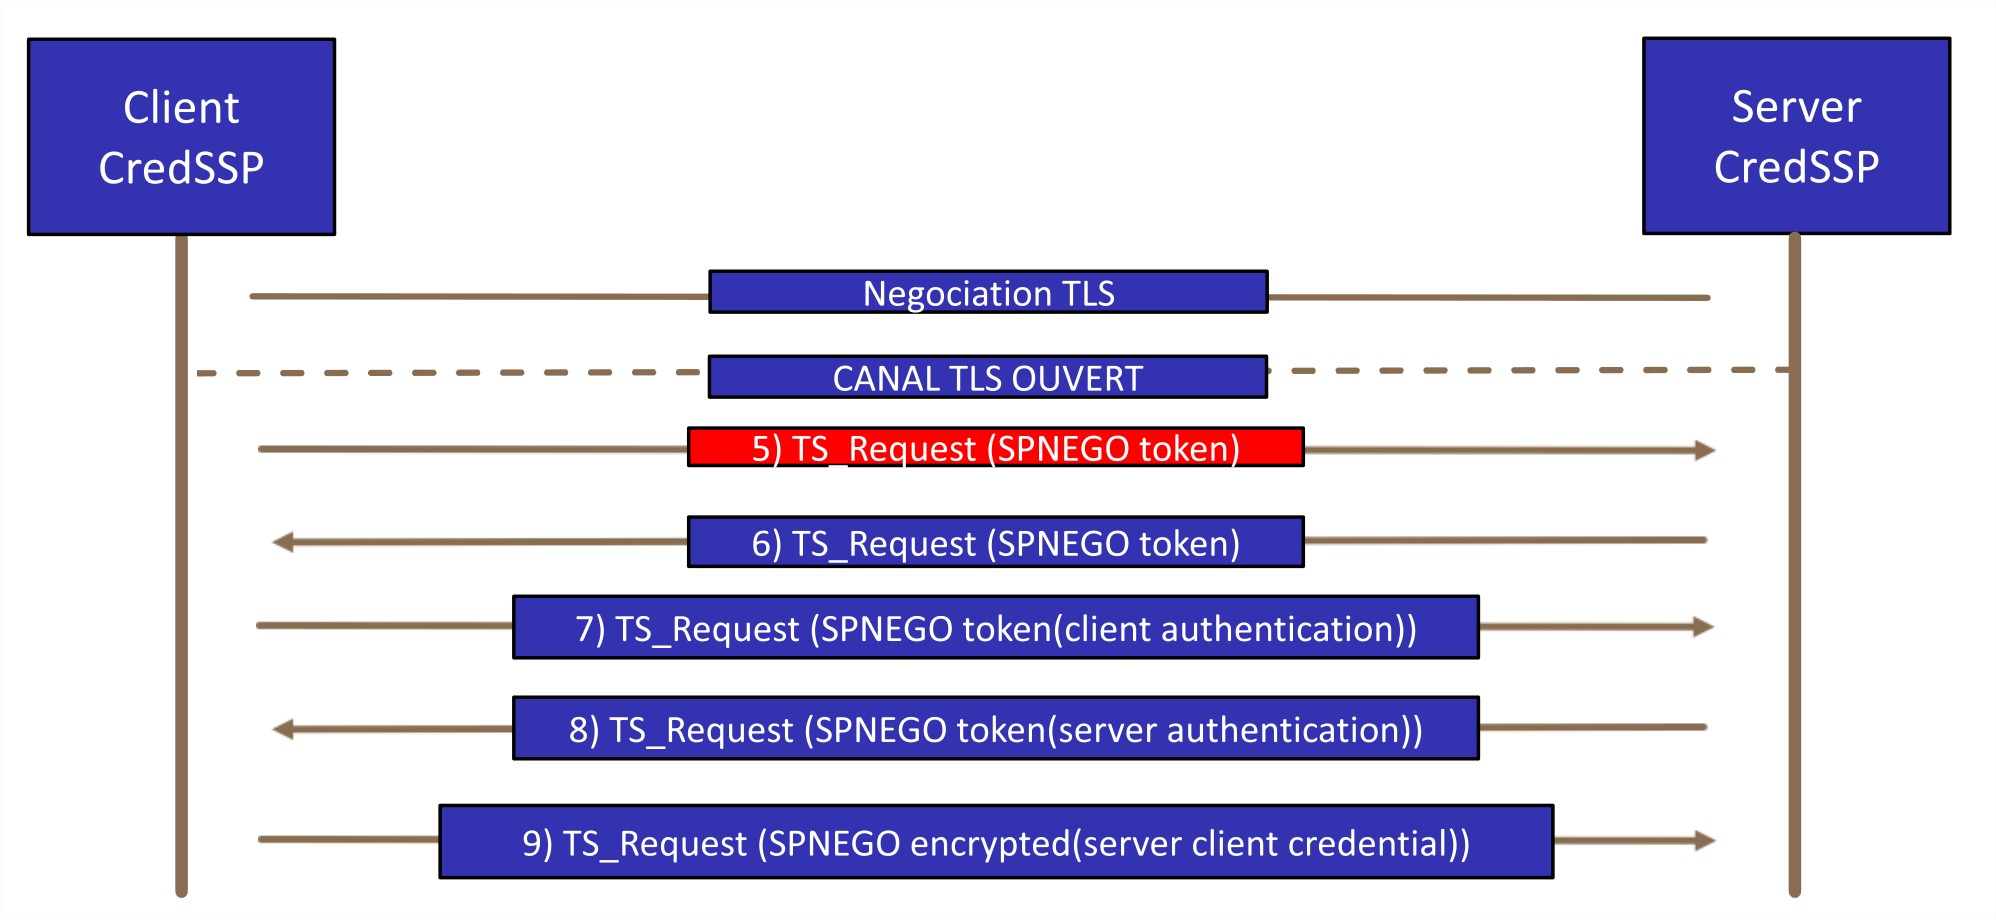 Client
CredSSP
Server
CredSSP
Negociation TLS
CANAL TLS OUVERT
5) TS_Request (SPNEGO token)
6) TS_Request (SPNEGO token)
7) TS_Request (SPNEGO token(client authentication))
8) TS_Request (SPNEGO token(server authentication))
9) TS_Request (SPNEGO encrypted(server client credential))